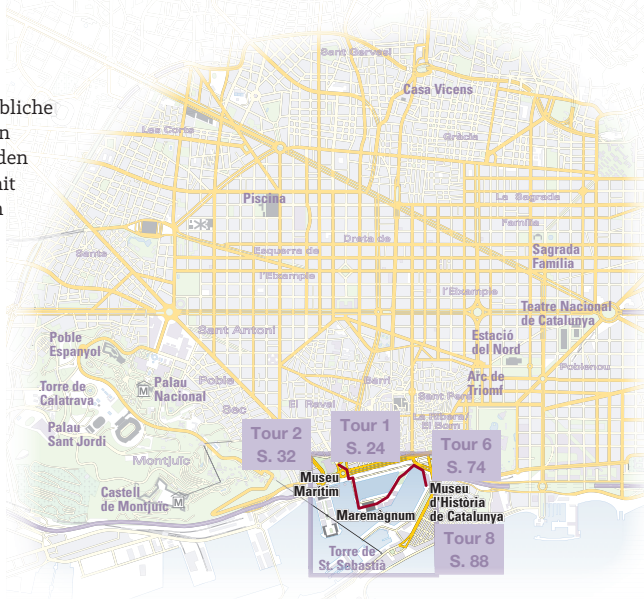 bliche
n
den
nit
n
Sant Gervasi
Casa Vicens
Les Corts
Gràcia
Piscina
La Sagrada
Família
Dreta de
Sagrada
Família
Sants
Esquerra de
l'Eixample
l'Eixample
Teatre Nacional
de Catalunya
Sant Antoni
Estació
del Nord
Poble
Espanyol
Poblenou
Arc de
Triomf
Torre de
Calatrava
Palau
Nacional
Poble
Sec
Barri
Sant Pere
El Raval
La Ribera/
El Born
Palau
Sant Jordi
Tour 2
S. 32
Tour 1
S. 24
Tour 6
S. 74
Montjuïc
Castell
de Montjuïc
Museu
Marítim
Maremàgnum
Museu
d'Història
de Catalunya
Torre de
St. Sebastià
Tour 8
S. 88